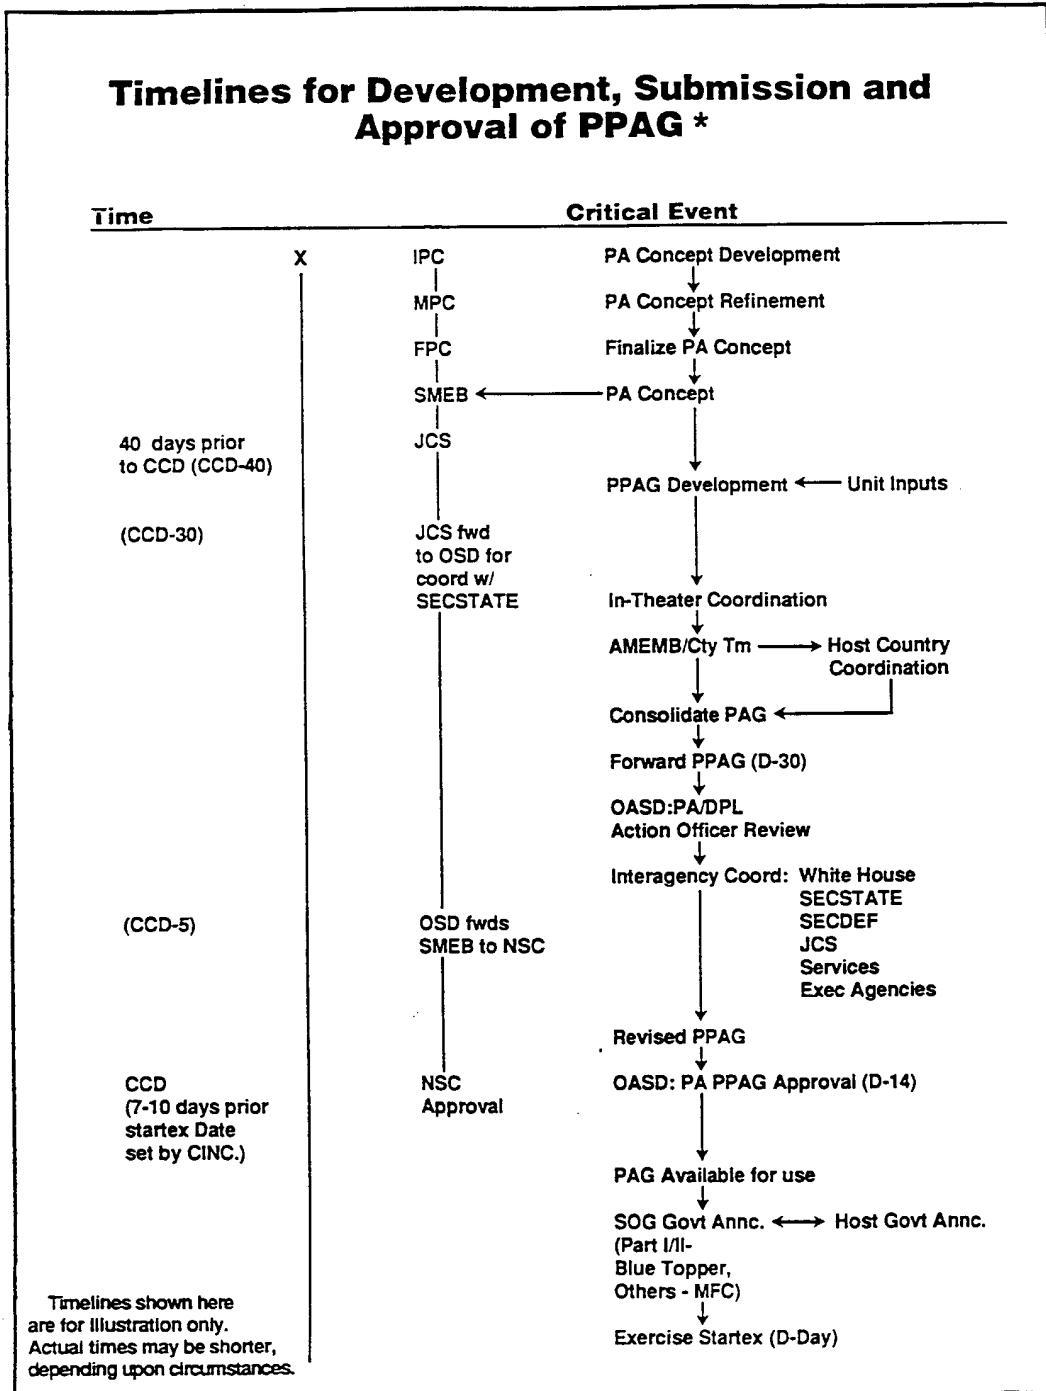 Timelines for Development, Submission and
Approval of PPAG *
Time
Critical Event
X
IPC
PA Concept Development
MPC
PA Concept Refinement
FPC
Finalize PA Concept
SMEB
PA Concept
40 days prior
to CCD (CCD-40)
JCS
PPAG Development
Unit Inputs
(CCD-30)
JCS fwd
to OSD for
coord w/
SECSTATE
In-Theater Coordination
AMEMB/Cty Tm
Host Country
Coordination
Consolidate PAG
Forward PPAG (D-30)
OASD:PA/DPL
Action Officer Review
Interagency Coord: White House
SECSTATE
SECDEF
JCS
Services
Exec Agencies
(CCD-5)
OSD fwds
SMEB to NSC
Revised PPAG
CCD
(7-10 days prior
startex Date
set by CINC.)
NSC
Approval
OASD: PA PPAG Approval (D-14)
PAG Available for use
SOG Govt Annc.
Host Govt Annc.
(Part I/II-
Blue Topper,
Others - MFC)
Exercise Startex (D-Day)
Timelines shown here
are for illustration only.
Actual times may be shorter,
depending upon circumstances.